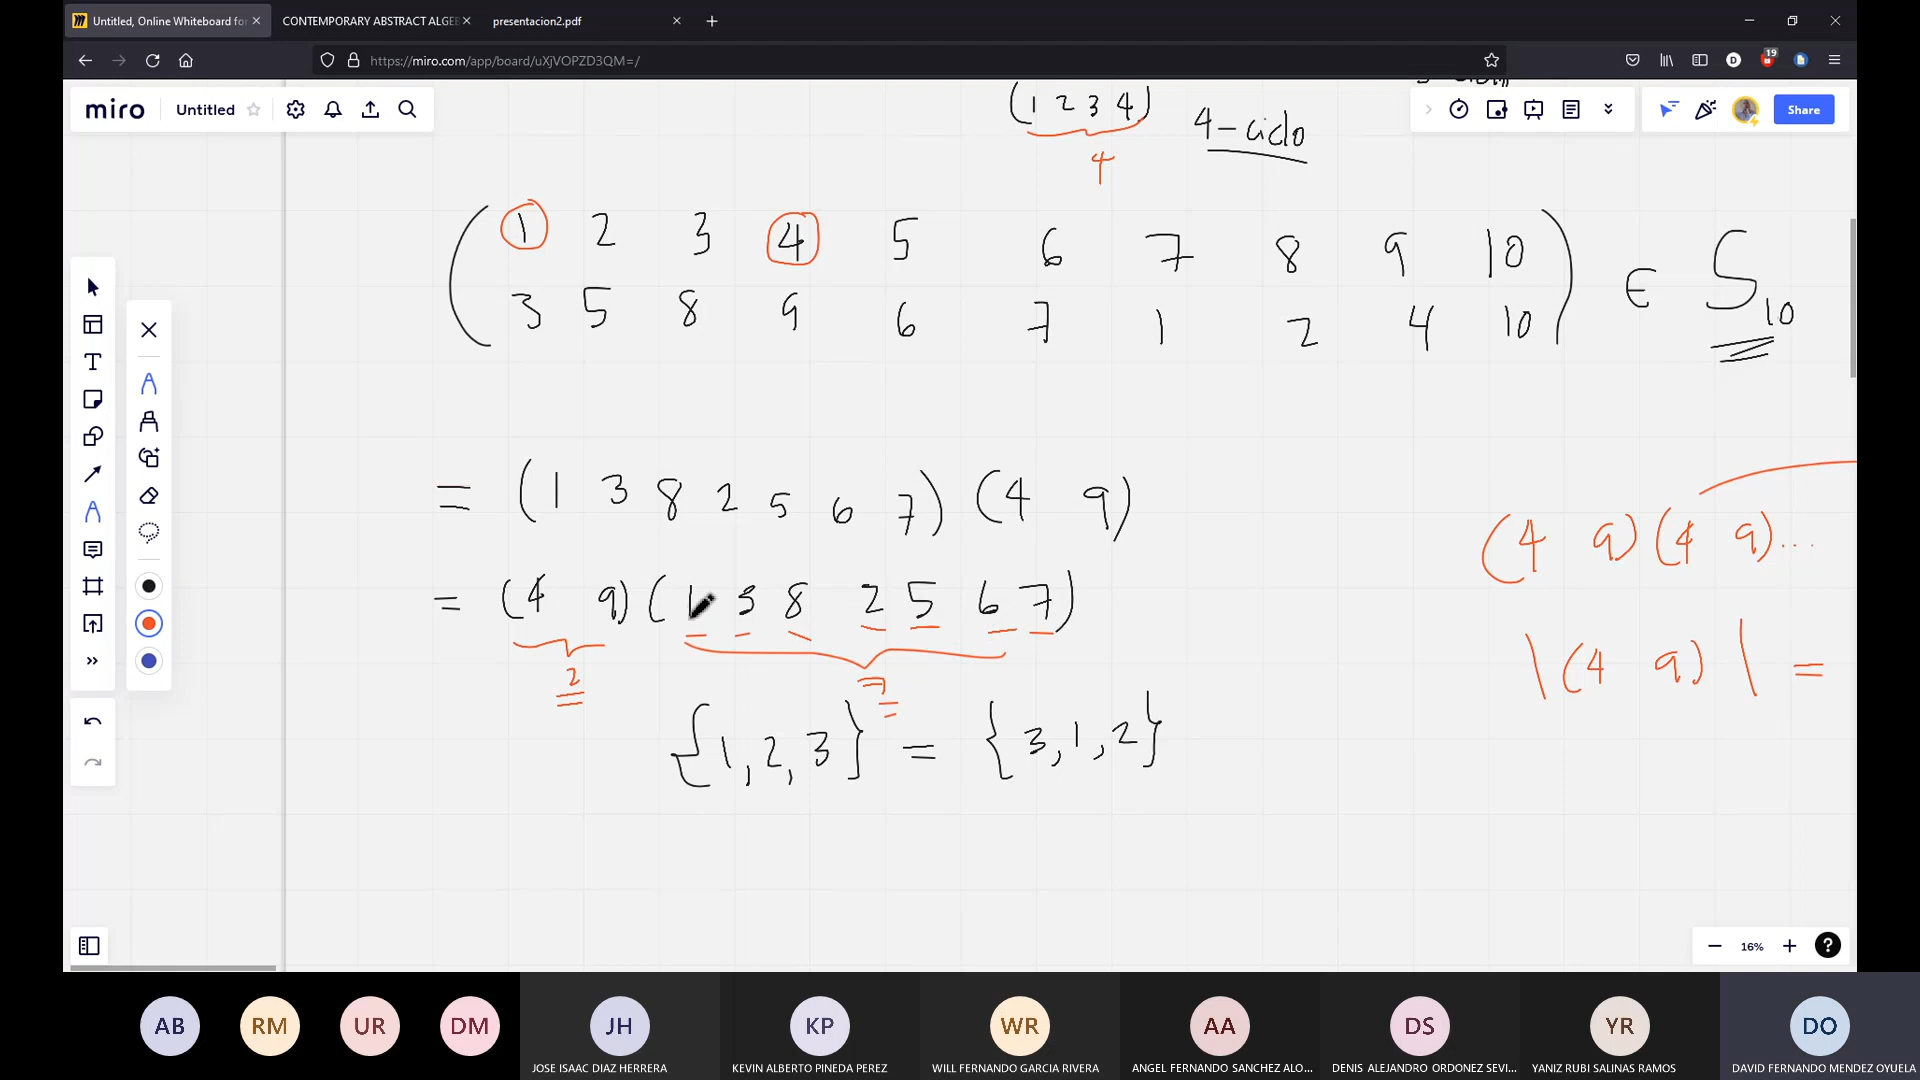 Untitled, Online Whiteboard for
CONTEMPORARY ABSTRACT ALGEB
presentacion2.pdf
https://miro.com/app/board/uXjVOPZD3QM=/
19
D
miro
Untitled
Share
(1 2 3 4) 4-ciclo
4
(1 2 3 4 5 6 7 8 9 10
3 5 8 9 6 7 1 2 4 10) ∈ S10
= (1 3 8 2 5 6 7) (4 9)
(4 9)(4 9)...
= (4 9)(1 3 8 2 5 6 7)
2 7
|(4 9)| =
{1, 2, 3} = {3, 1, 2}
16%
?
AB
RM
UR
DM
JH
KP
WR
AA
DS
YR
DO
JOSE ISAAC DIAZ HERRERA
KEVIN ALBERTO PINEDA PEREZ
WILL FERNANDO GARCIA RIVERA
ANGEL FERNANDO SANCHEZ ALO...
DENIS ALEJANDRO ORDONEZ SEVI...
YANIZ RUBI SALINAS RAMOS
DAVID FERNANDO MENDEZ OYUELA